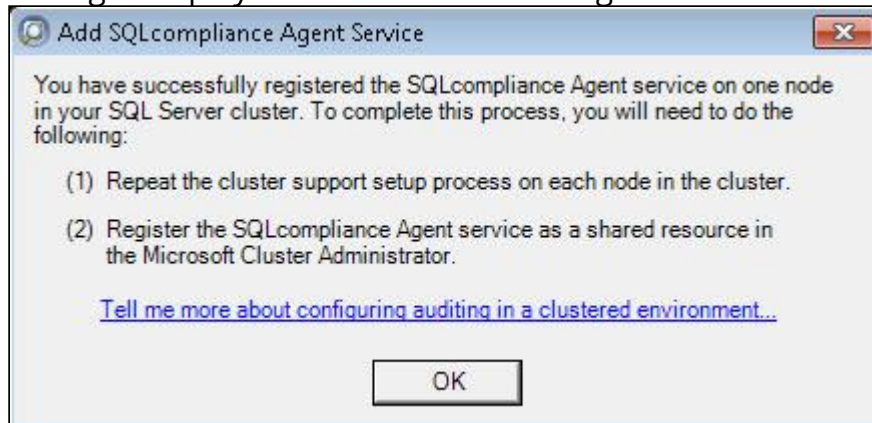 Add SQLcompliance Agent Service
You have successfully registered the SQLcompliance Agent service on one node
in your SQL Server cluster. To complete this process, you will need to do the
following:
(1) Repeat the cluster support setup process on each node in the cluster.
(2) Register the SQLcompliance Agent service as a shared resource in
the Microsoft Cluster Administrator.
Tell me more about configuring auditing in a clustered environment...
OK